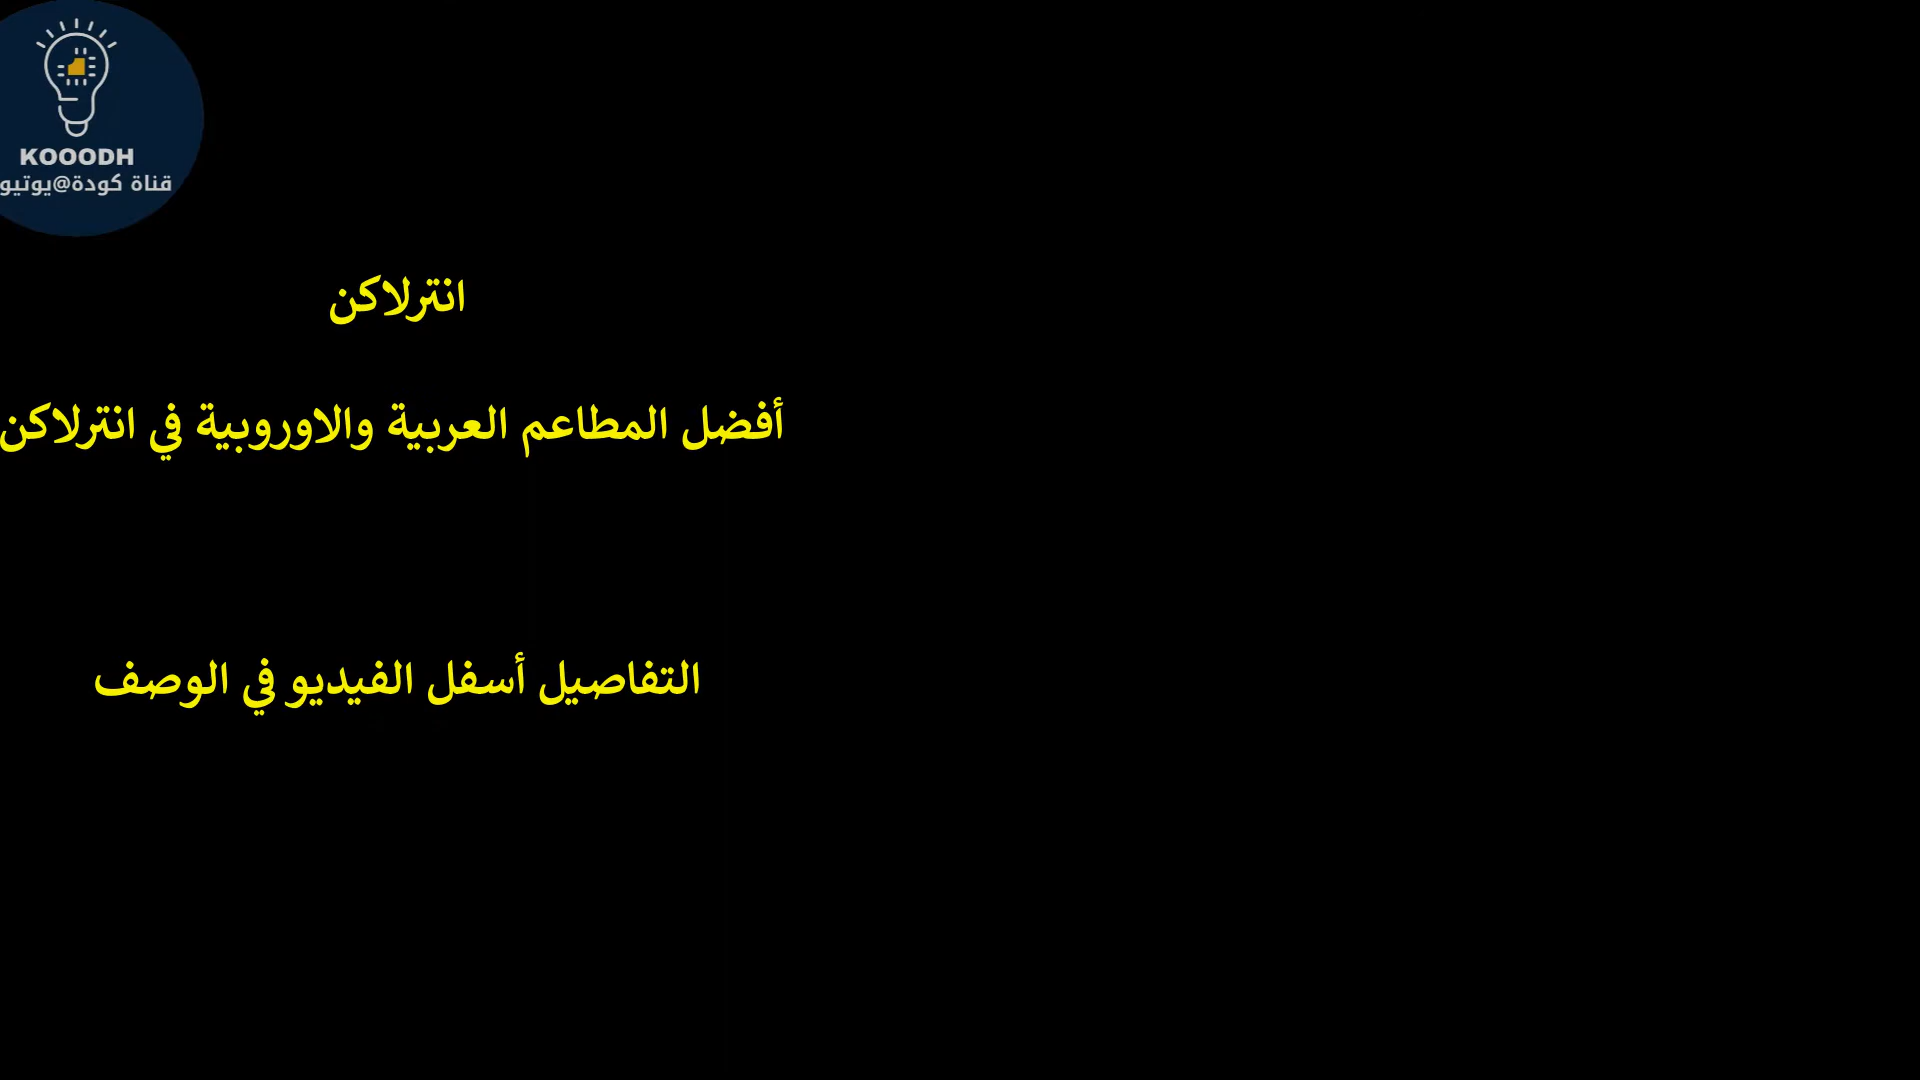 KOOODH
قناة كودة@يوتيو
انترلاكن
أفضل المطاعم العربية والاوروبية في انترلاكن
التفاصيل أسفل الفيديو في الوصف